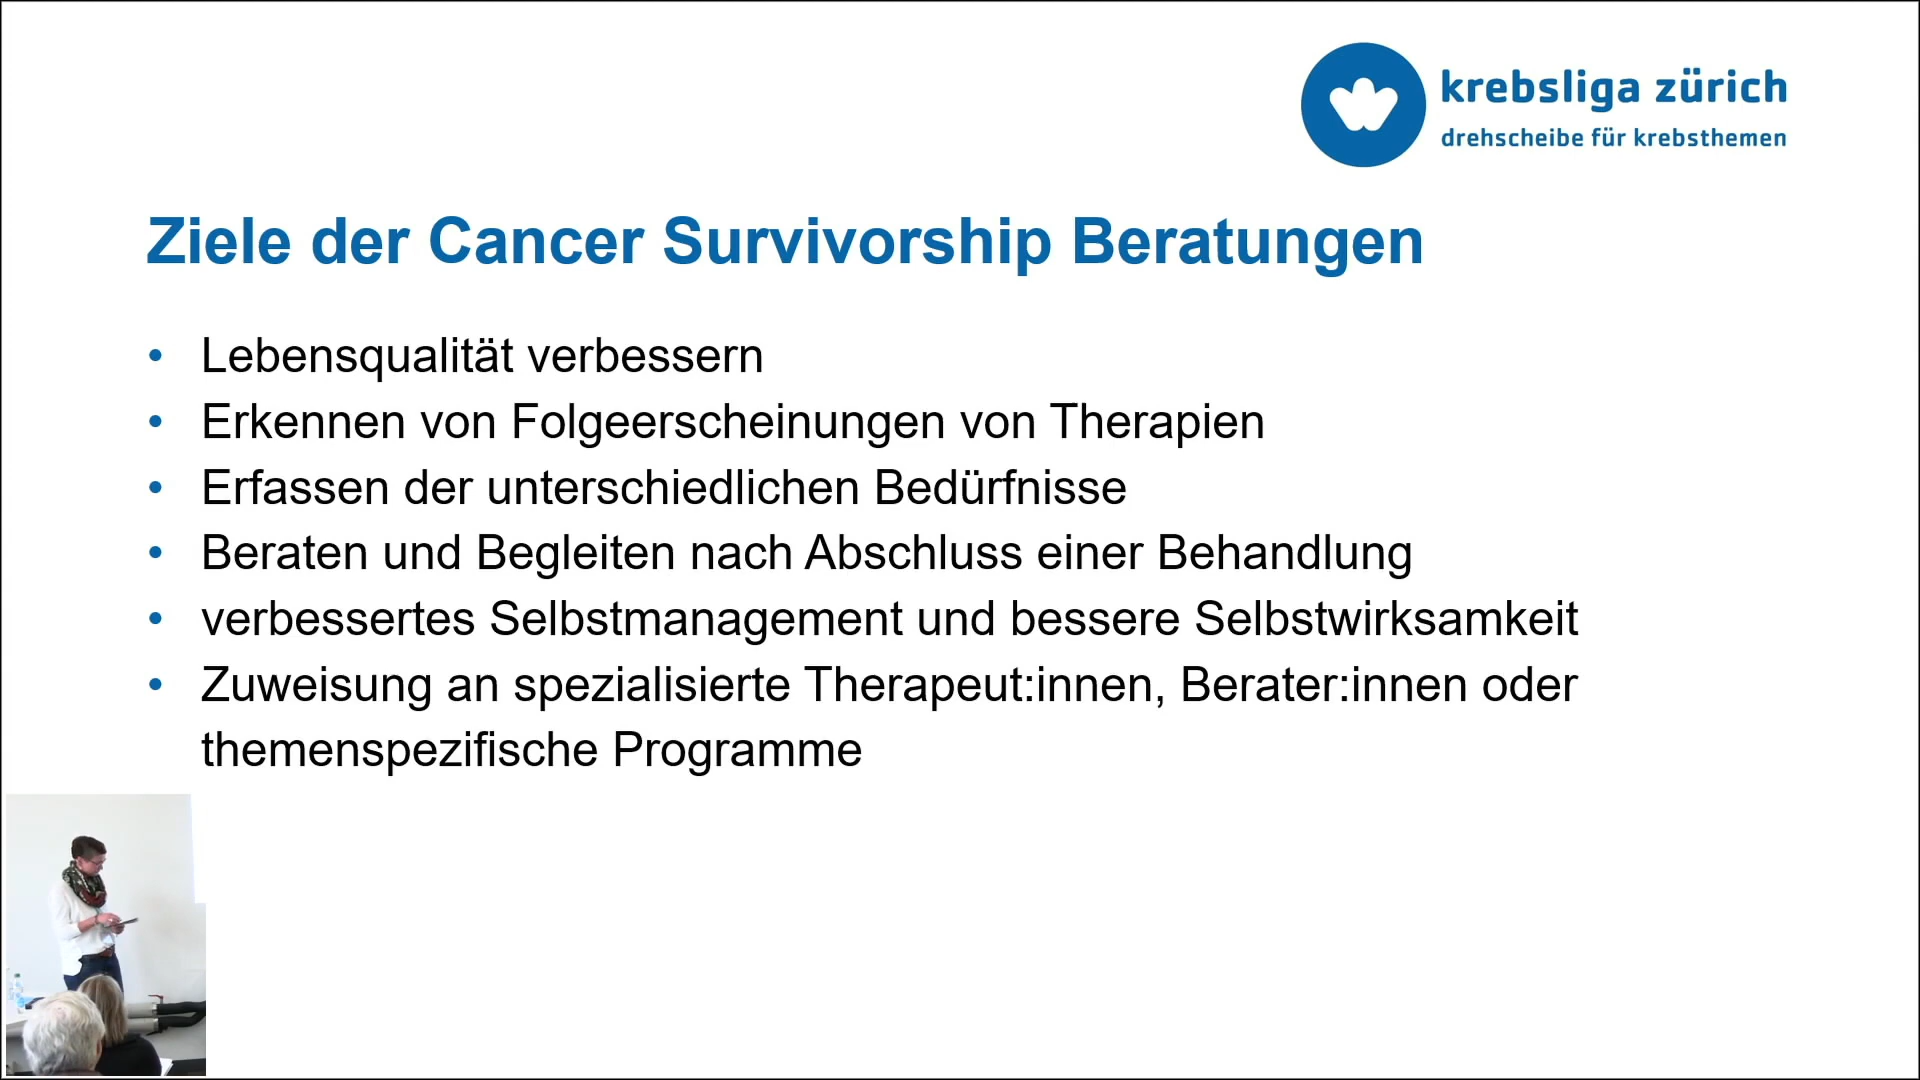 krebsliga zürich
drehscheibe für krebsthemen
Ziele der Cancer Survivorship Beratungen
• Lebensqualität verbessern
• Erkennen von Folgeerscheinungen von Therapien
• Erfassen der unterschiedlichen Bedürfnisse
• Beraten und Begleiten nach Abschluss einer Behandlung
• verbessertes Selbstmanagement und bessere Selbstwirksamkeit
• Zuweisung an spezialisierte Therapeut:innen, Berater:innen oder
themenspezifische Programme